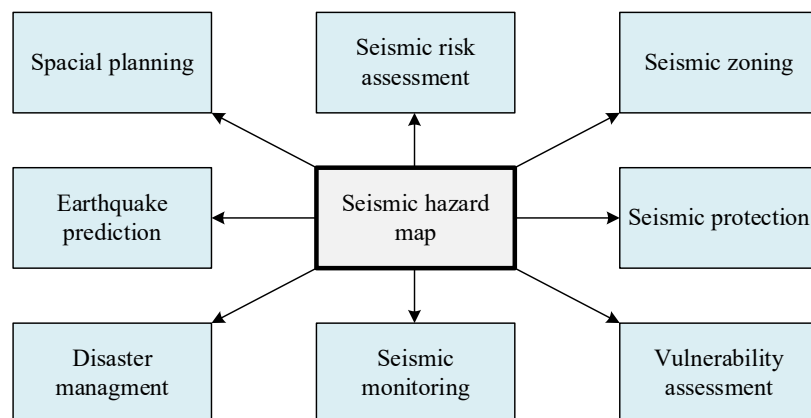 Spacial planning
Seismic risk
assessment
Seismic zoning
Earthquake
prediction
Seismic hazard
map
Seismic protection
Disaster
managment
Seismic
monitoring
Vulnerability
assessment